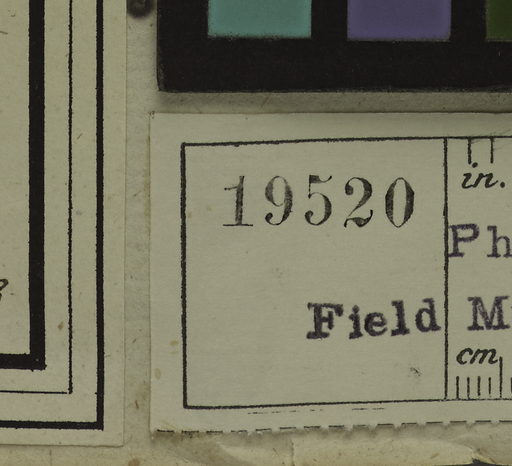 19520
in.
Ph
Field M
cm